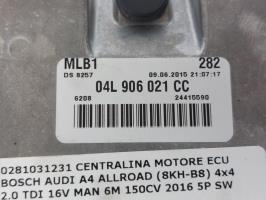 MLB1 282
DS 8257 09.06.2015 21:07:17
04L 906 021 CC
6208 24415590
0281031231 CENTRALINA MOTORE ECU
BOSCH AUDI A4 ALLROAD (8KH-B8) 4x4
2.0 TDI 16V MAN 6M 150CV 2016 5P SW